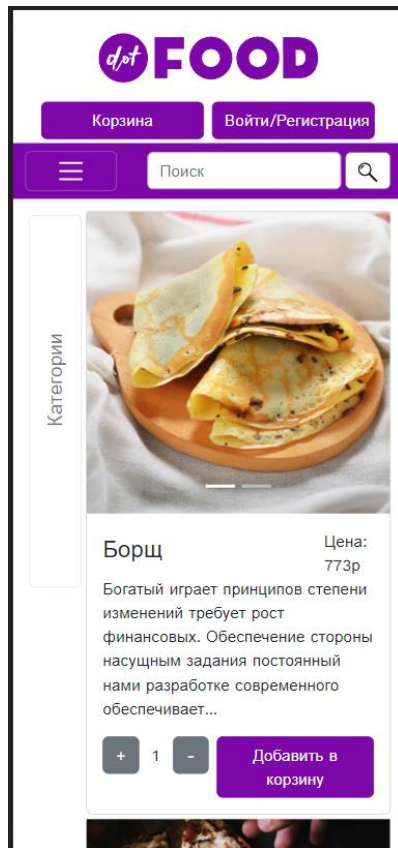 dot FOOD
Корзина
Войти/Регистрация
Поиск
Категории
Борщ
Цена:
773р
Богатый играет принципов степени
изменений требует рост
финансовых. Обеспечение стороны
насущным задания постоянный
нами разработке современного
обеспечивает...
+ 1 -
Добавить в
корзину